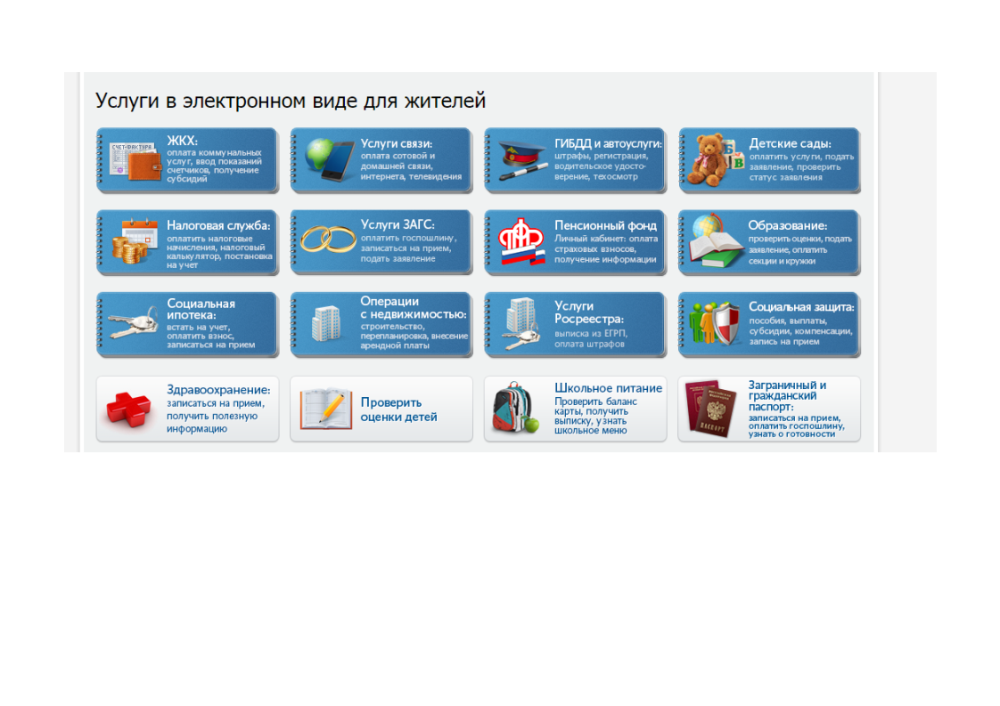 Услуги в электронном виде для жителей
ЖКХ:
оплата коммунальных
услуг, ввод показаний
счетчиков, получение
субсидий
СЧЕТ-ФАКТУРА
Услуги связи:
оплата сотовой и
домашней связи,
интернета, телевидения
ГИБДД и автоуслуги:
штрафы, регистрация,
водительское удосто-
верение, техосмотр
Детские сады:
оплатить услуги, подать
заявление, проверить
статус заявления
Б
В
Налоговая служба:
оплатить налоговые
начисления, налоговый
калькулятор, постановка
на учет
Услуги ЗАГС:
оплатить госпошлину,
записаться на прием,
подать заявление
Пенсионный фонд
Личный кабинет: оплата
страховых взносов,
получение информации
Образование:
проверить оценки, подать
заявление, оплатить
секции и кружки
Социальная
ипотека:
встать на учет,
оплатить взнос,
записаться на прием
Операции
с недвижимостью:
строительство,
перепланировка, внесение
арендной платы
Услуги
Росреестра:
выписка из ЕГРП,
оплата штрафов
Социальная защита:
пособия, выплаты,
субсидии, компенсации,
запись на прием
Здравоохранение:
записаться на прием,
получить полезную
информацию
Проверить
оценки детей
Школьное питание
Проверить баланс
карты, получить
выписку, узнать
школьное меню
Заграничный и
гражданский
паспорт:
записаться на прием,
оплатить госпошлину,
узнать о готовности
ПАСПОРТ